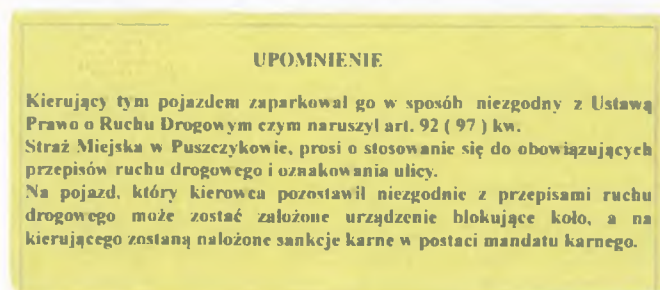 UPOMNIENIE
Kierujący tym pojazdem zaparkował go w sposób niezgodny z Ustawą
Prawo o Ruchu Drogowym czym naruszył art. 92 ( 97 ) kw.
Straż Miejska w Puszczykowie, prosi o stosowanie się do obowiązujących
przepisów ruchu drogowego i oznakowania ulicy.
Na pojazd, który kierowca pozostawił niezgodnie z przepisami ruchu
drogowego może zostać założone urządzenie blokujące koło, a na
kierującego zostaną nałożone sankcje karne w postaci mandatu karnego.